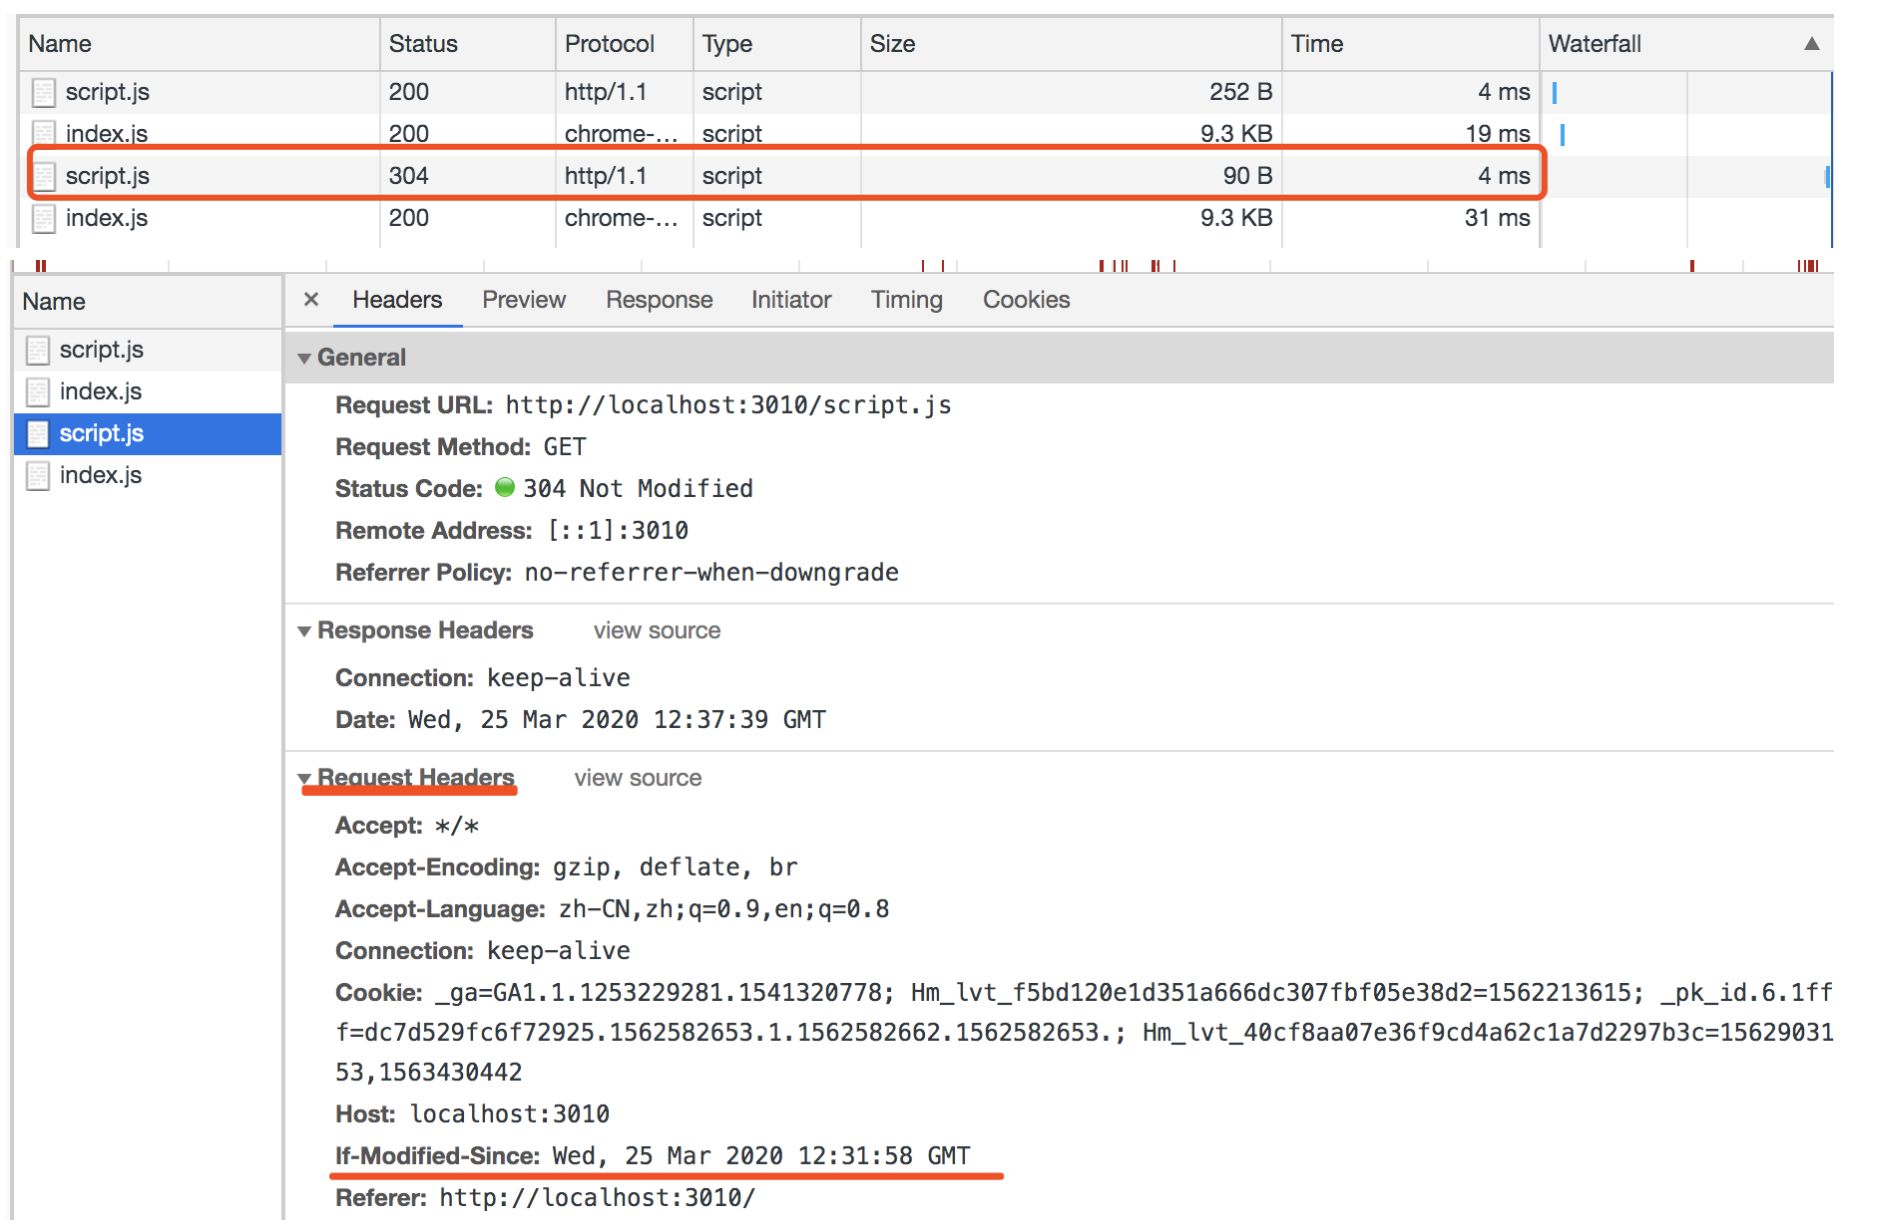 Name Status Protocol Type Size Time Waterfall ▲
script.js 200 http/1.1 script 252 B 4 ms
index.js 200 chrome-... script 9.3 KB 19 ms
script.js 304 http/1.1 script 90 B 4 ms
index.js 200 chrome-... script 9.3 KB 31 ms
Name
script.js
index.js
script.js
index.js
× Headers Preview Response Initiator Timing Cookies
▼ General
Request URL: http://localhost:3010/script.js
Request Method: GET
Status Code: 304 Not Modified
Remote Address: [::1]:3010
Referrer Policy: no-referrer-when-downgrade
▼ Response Headers view source
Connection: keep-alive
Date: Wed, 25 Mar 2020 12:37:39 GMT
▼ Request Headers view source
Accept: */*
Accept-Encoding: gzip, deflate, br
Accept-Language: zh-CN,zh;q=0.9,en;q=0.8
Connection: keep-alive
Cookie: _ga=GA1.1.1253229281.1541320778; Hm_lvt_f5bd120e1d351a666dc307fbf05e38d2=1562213615; _pk_id.6.1ff
f=dc7d529fc6f72925.1562582653.1.1562582662.1562582653.; Hm_lvt_40cf8aa07e36f9cd4a62c1a7d2297b3c=15629031
53,1563430442
Host: localhost:3010
If-Modified-Since: Wed, 25 Mar 2020 12:31:58 GMT
Referer: http://localhost:3010/